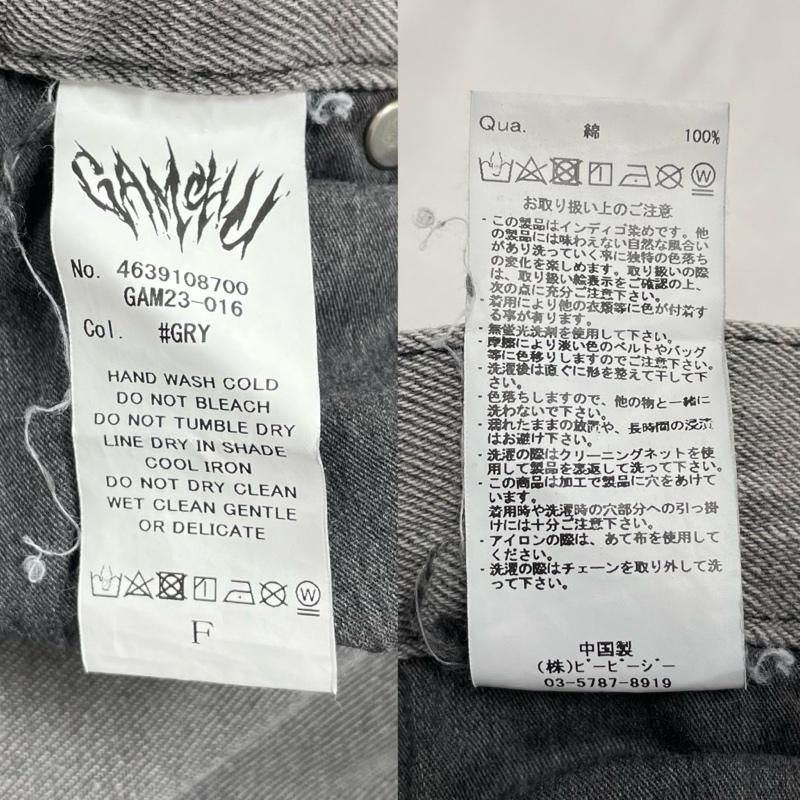 GAMCHU
No. 4639108700
GAM23-016
Col. #GRY
HAND WASH COLD
DO NOT BLEACH
DO NOT TUMBLE DRY
LINE DRY IN SHADE
COOL IRON
DO NOT DRY CLEAN
WET CLEAN GENTLE
OR DELICATE
W
F
Qua. 綿 100%
W
お取り扱い上のご注意
・この製品はインディゴ染めです。他
の製品には味わえない自然な風合い
があり洗っていく事に独特の色落ち
の変化を楽しめます。取り扱いの際
は、取り扱い絵表示をご確認の上、
次の点に充分ご注意下さい。
・着用により他の衣類等に色が付着す
る事が有ります。
・無蛍光洗剤を使用して下さい。
・摩擦により淡い色のベルトやバッグ
等に色移りしますのでご注意下さい。
・洗濯後は直ぐに形を整えて干して下
さい。
・色落ちしますので、他の物と一緒に
洗わないで下さい。
・濡れたままの放置や、長時間の浸漬
はお避け下さい。
・洗濯の際はクリーニングネットを使
用して製品を裏返して洗って下さい。
・この商品は加工で製品に穴をあけて
います。
着用時や洗濯時の穴部分への引っ掛
けには十分ご注意下さい。
・アイロンの際は、あて布を使用して
ください。
・洗濯の際はチェーンを取り外して洗
って下さい。
中国製
(株)ビーピージー
03-5787-8919